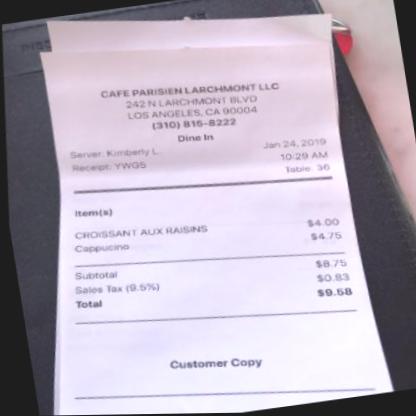 CAFE PARISIEN LARCHMONT LLC
242 N LARCHMONT BLVD
LOS ANGELES, CA 90004
(310) 815-8222
Dine In
Server: Kimberly L. Jan 24, 2019
Receipt: YWG5 10:29 AM
Table: 36
Item(s)
CROISSANT AUX RAISINS $4.00
Cappucino $4.75
Subtotal $8.75
Sales Tax (9.5%) $0.83
Total $9.58
Customer Copy